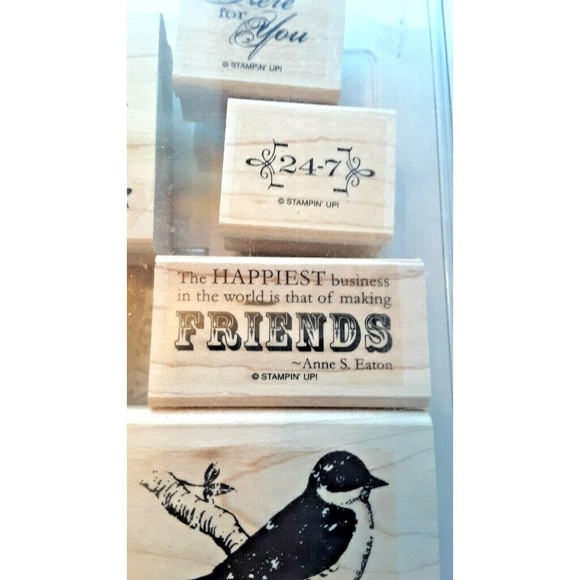 Here
for
You
© STAMPIN' UP!
24-7
© STAMPIN' UP!
The HAPPIEST business
in the world is that of making
FRIENDS
~Anne S. Eaton
© STAMPIN' UP!